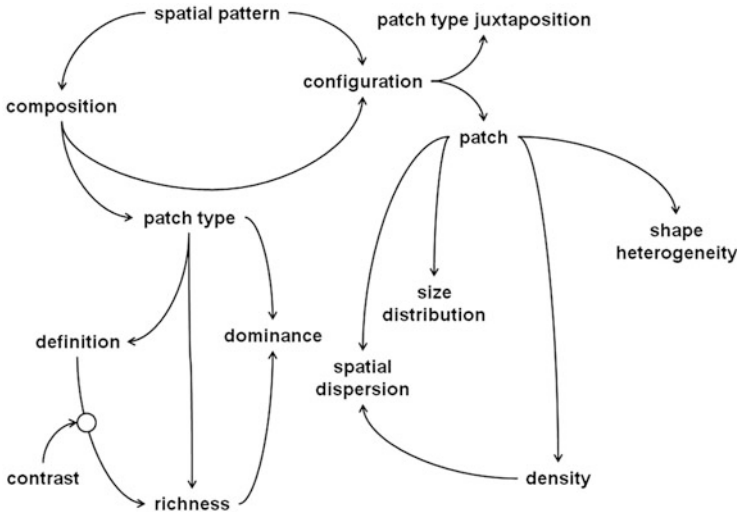 spatial pattern
patch type juxtaposition
configuration
composition
patch
patch type
shape
heterogeneity
size
distribution
definition
dominance
spatial
dispersion
contrast
density
richness